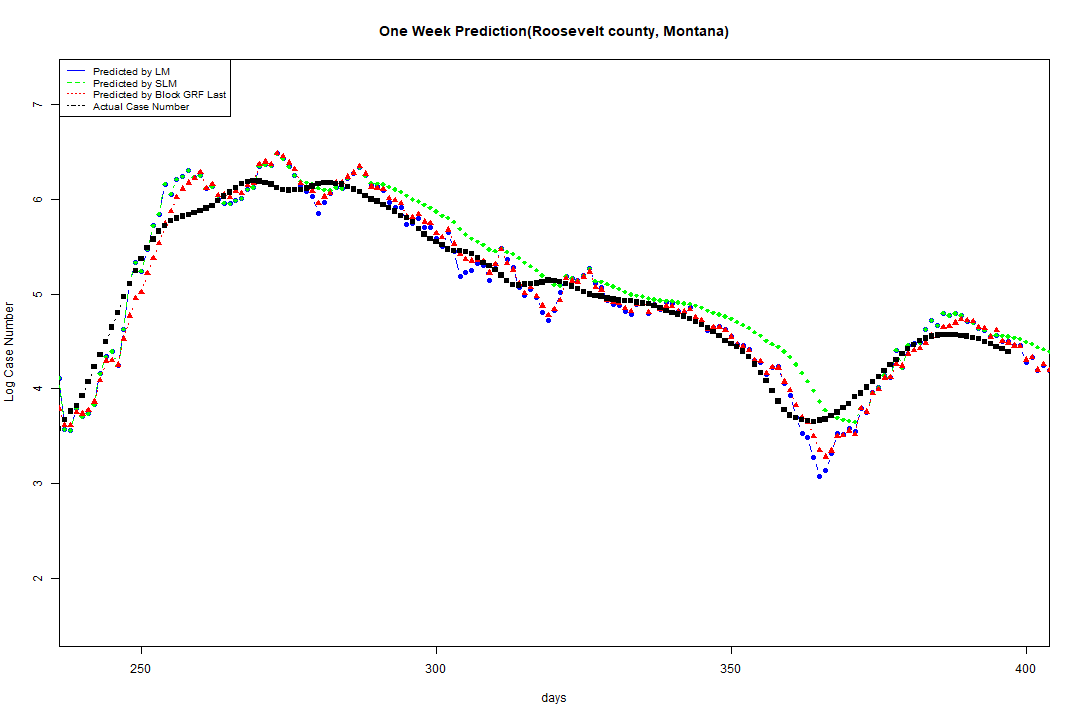 One Week Prediction(Roosevelt county, Montana)
Predicted by LM
Predicted by SLM
Predicted by Block GRF Last
Actual Case Number
Log Case Number
7
6
5
4
3
2
250 300 350 400
days